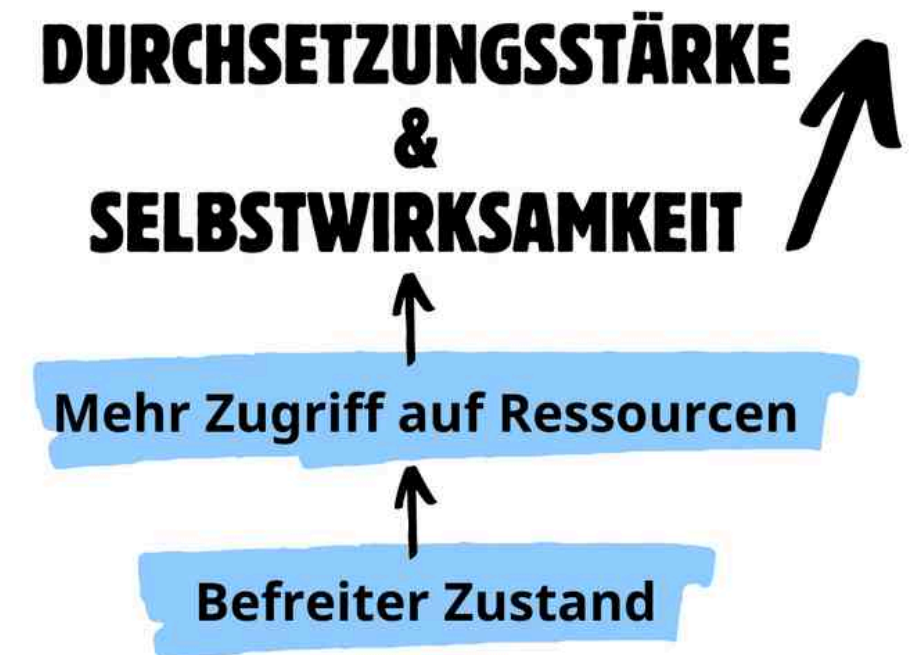 DURCHSETZUNGSSTÄRKE
&
SELBSTWIRKSAMKEIT
Mehr Zugriff auf Ressourcen
Befreiter Zustand